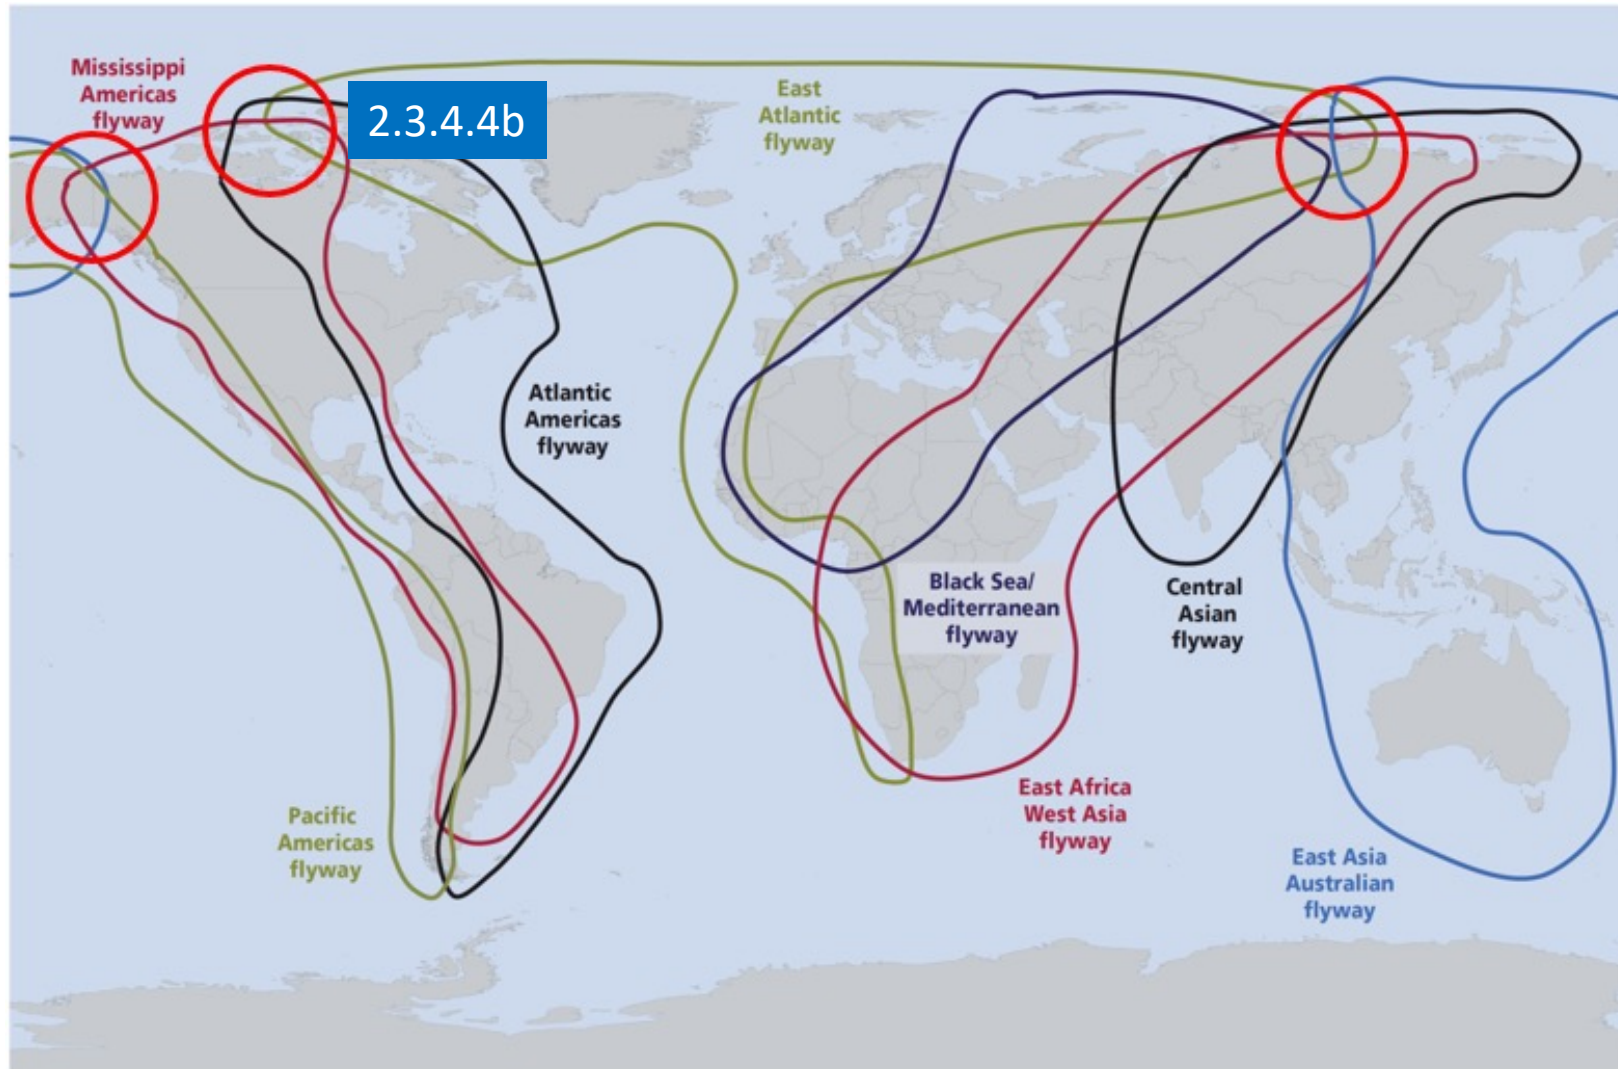 Mississippi
Americas
flyway
2.3.4.4b
East
Atlantic
flyway
Atlantic
Americas
flyway
Black Sea/
Mediterranean
flyway
Central
Asian
flyway
Pacific
Americas
flyway
East Africa
West Asia
flyway
East Asia
Australian
flyway